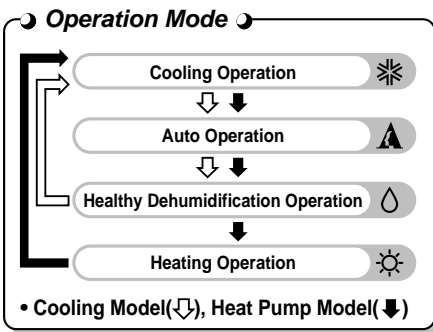 Operation Mode
Cooling Operation
Auto Operation
Healthy Dehumidification Operation
Heating Operation
• Cooling Model(⇩), Heat Pump Model(⬇)